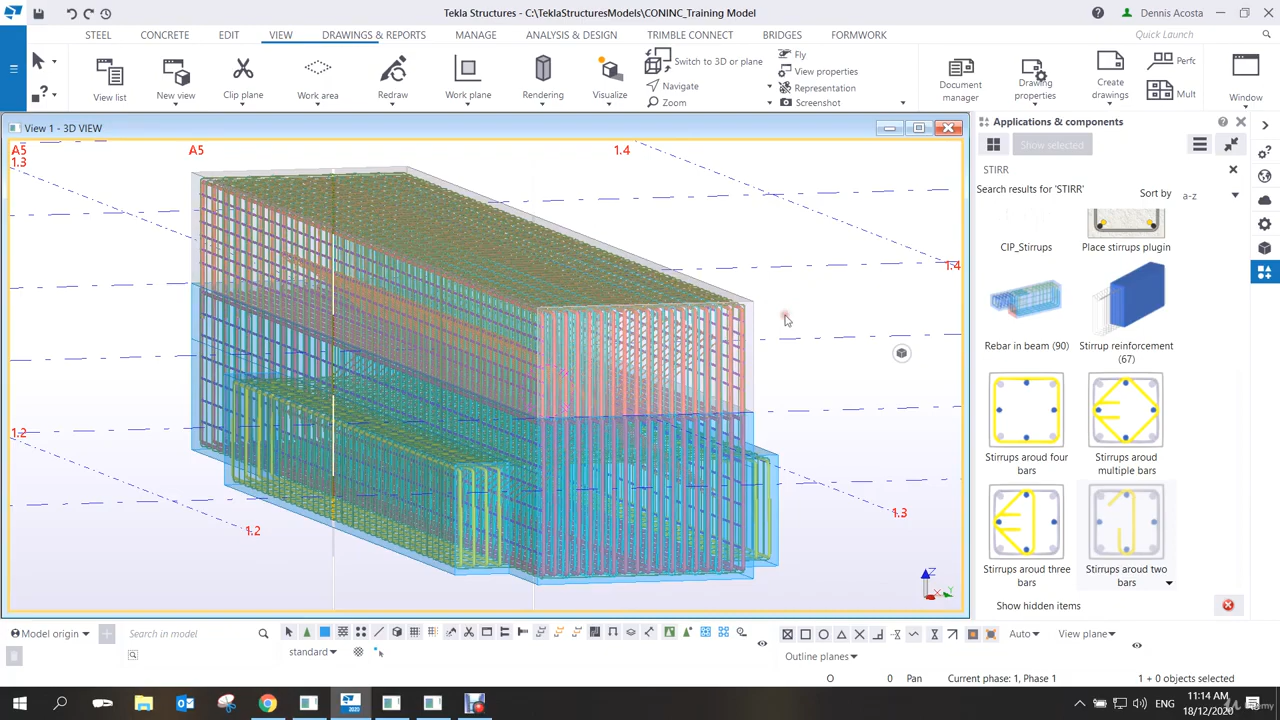 Tekla Structures - C:\TeklaStructuresModels\CONINC_Training Model
Dennis Acosta
STEEL CONCRETE EDIT VIEW DRAWINGS & REPORTS MANAGE ANALYSIS & DESIGN TRIMBLE CONNECT BRIDGES FORMWORK
Quick Launch
View list
New view
Clip plane
Work area
Redraw
Work plane
Rendering
Visualize
Switch to 3D or plane
Navigate
Zoom
Fly
View properties
Representation
Screenshot
Document manager
Drawing properties
Create drawings
Perfc
Mult
Window
View 1 - 3D VIEW
A5
1.3
A5
1.4
1.4
1.2
1.2
1.3
Z
X
Y
Applications & components
Show selected
STIRR
Search results for 'STIRR'
Sort by
a-z
CIP_Stirrups
Place stirrups plugin
Rebar in beam (90)
Stirrup reinforcement (67)
Stirrups aroud four bars
Stirrups aroud multiple bars
Stirrups aroud three bars
Stirrups aroud two bars
Show hidden items
Model origin
Search in model
standard
Auto
View plane
Outline planes
O 0 Pan Current phase: 1, Phase 1 1 + 0 objects selected
ENG
11:14 AM
18/12/2020
Udemy